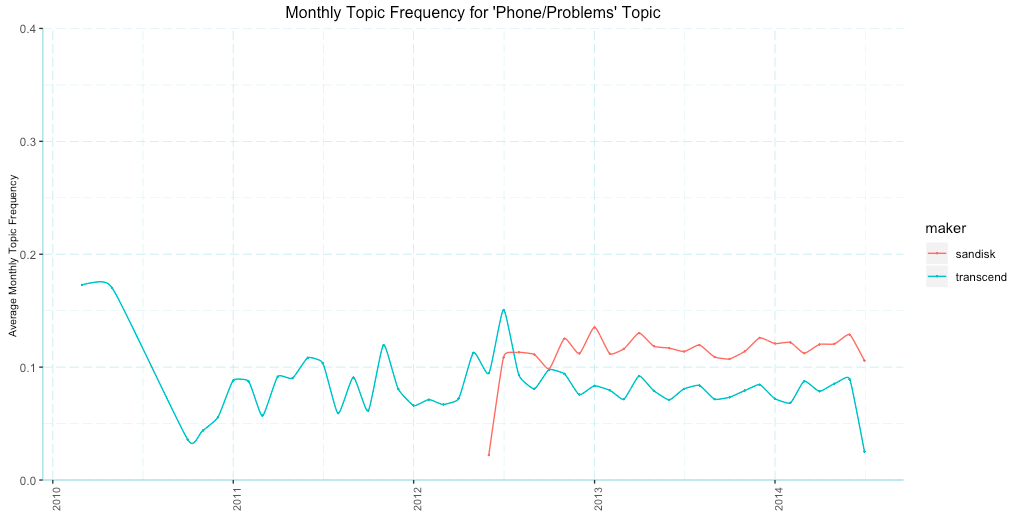 Monthly Topic Frequency for 'Phone/Problems' Topic
Average Monthly Topic Frequency
0.4
0.3
0.2
0.1
0.0
2010
2011
2012
2013
2014
maker
sandisk
transcend